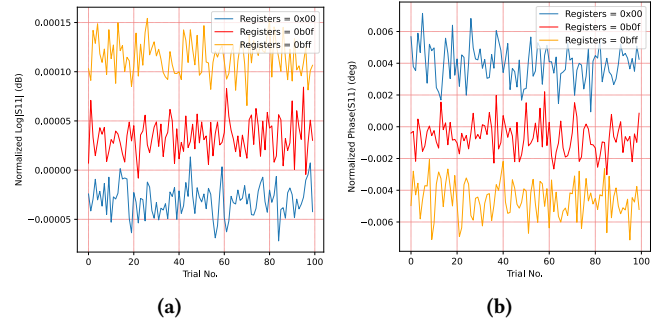 Normalized Log|S11| (dB)
0.00015
0.00010
0.00005
0.00000
−0.00005
0
20
40
60
80
100
Trial No.
Registers = 0x00
Registers = 0b0f
Registers = 0bff
(a)
Normalized Phase(S11) (deg)
0.006
0.004
0.002
0.000
−0.002
−0.004
−0.006
0
20
40
60
80
100
Trial No.
Registers = 0x00
Registers = 0b0f
Registers = 0bff
(b)